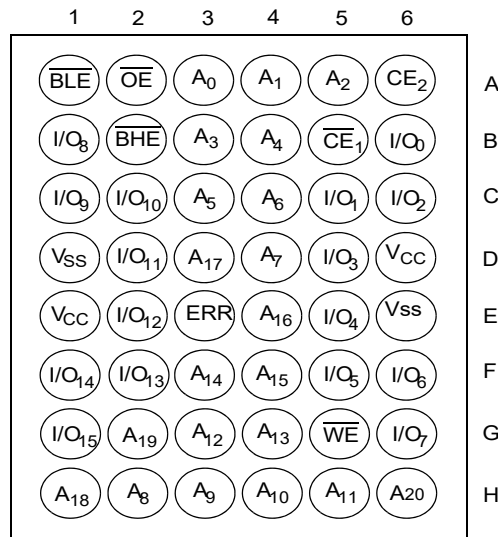 1 2 3 4 5 6
BLE OE A0 A1 A2 CE2 A
I/O8 BHE A3 A4 CE1 I/O0 B
I/O9 I/O10 A5 A6 I/O1 I/O2 C
VSS I/O11 A17 A7 I/O3 VCC D
VCC I/O12 ERR A16 I/O4 Vss E
I/O14 I/O13 A14 A15 I/O5 I/O6 F
I/O15 A19 A12 A13 WE I/O7 G
A18 A8 A9 A10 A11 A20 H